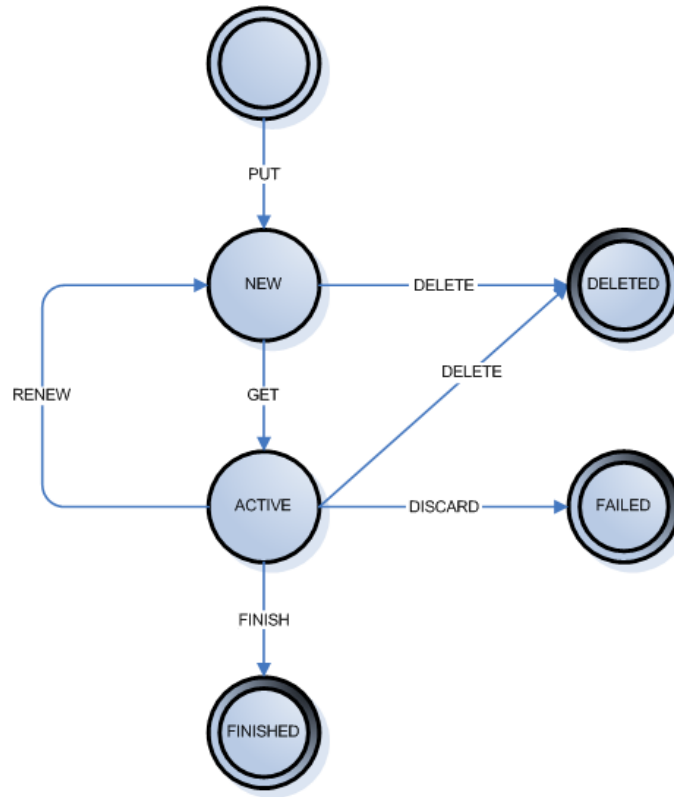 PUT
NEW
DELETE
DELETED
DELETE
RENEW
GET
ACTIVE
DISCARD
FAILED
FINISH
FINISHED